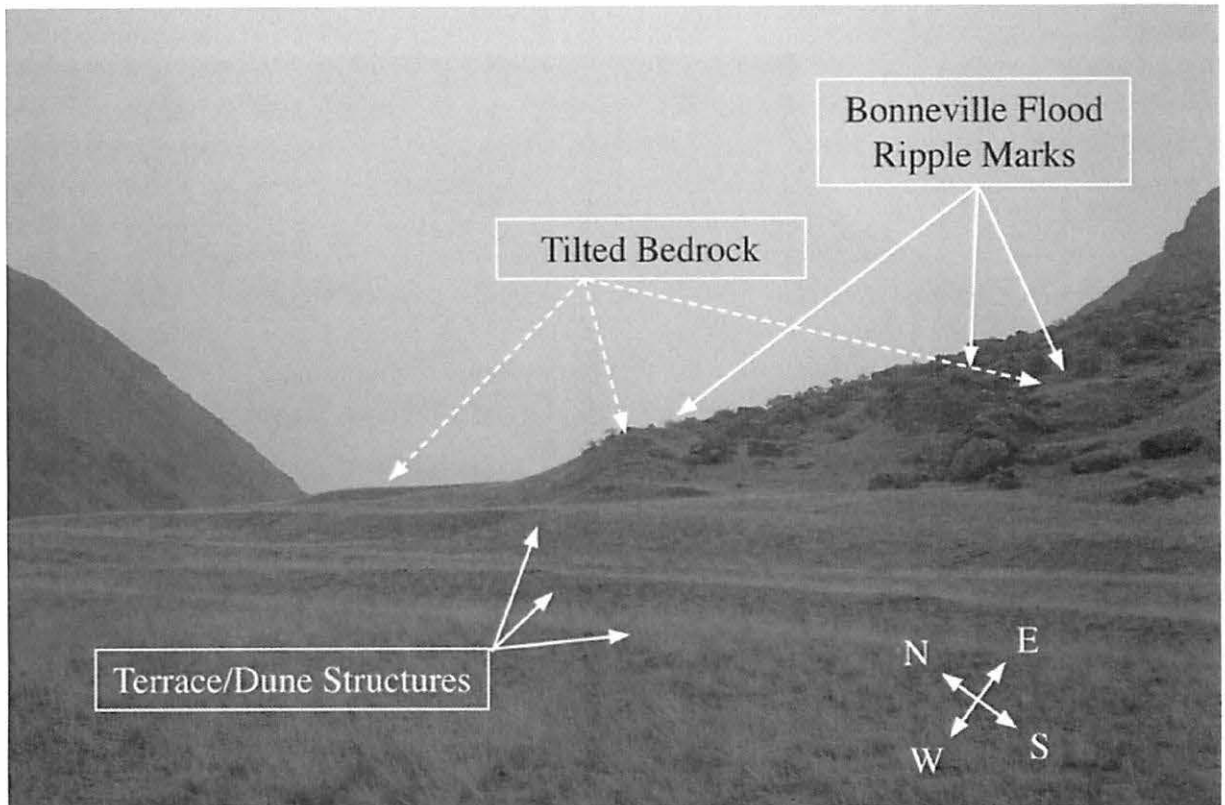 Bonneville Flood
Ripple Marks
Tilted Bedrock
Terrace/Dune Structures
N
E
W
S